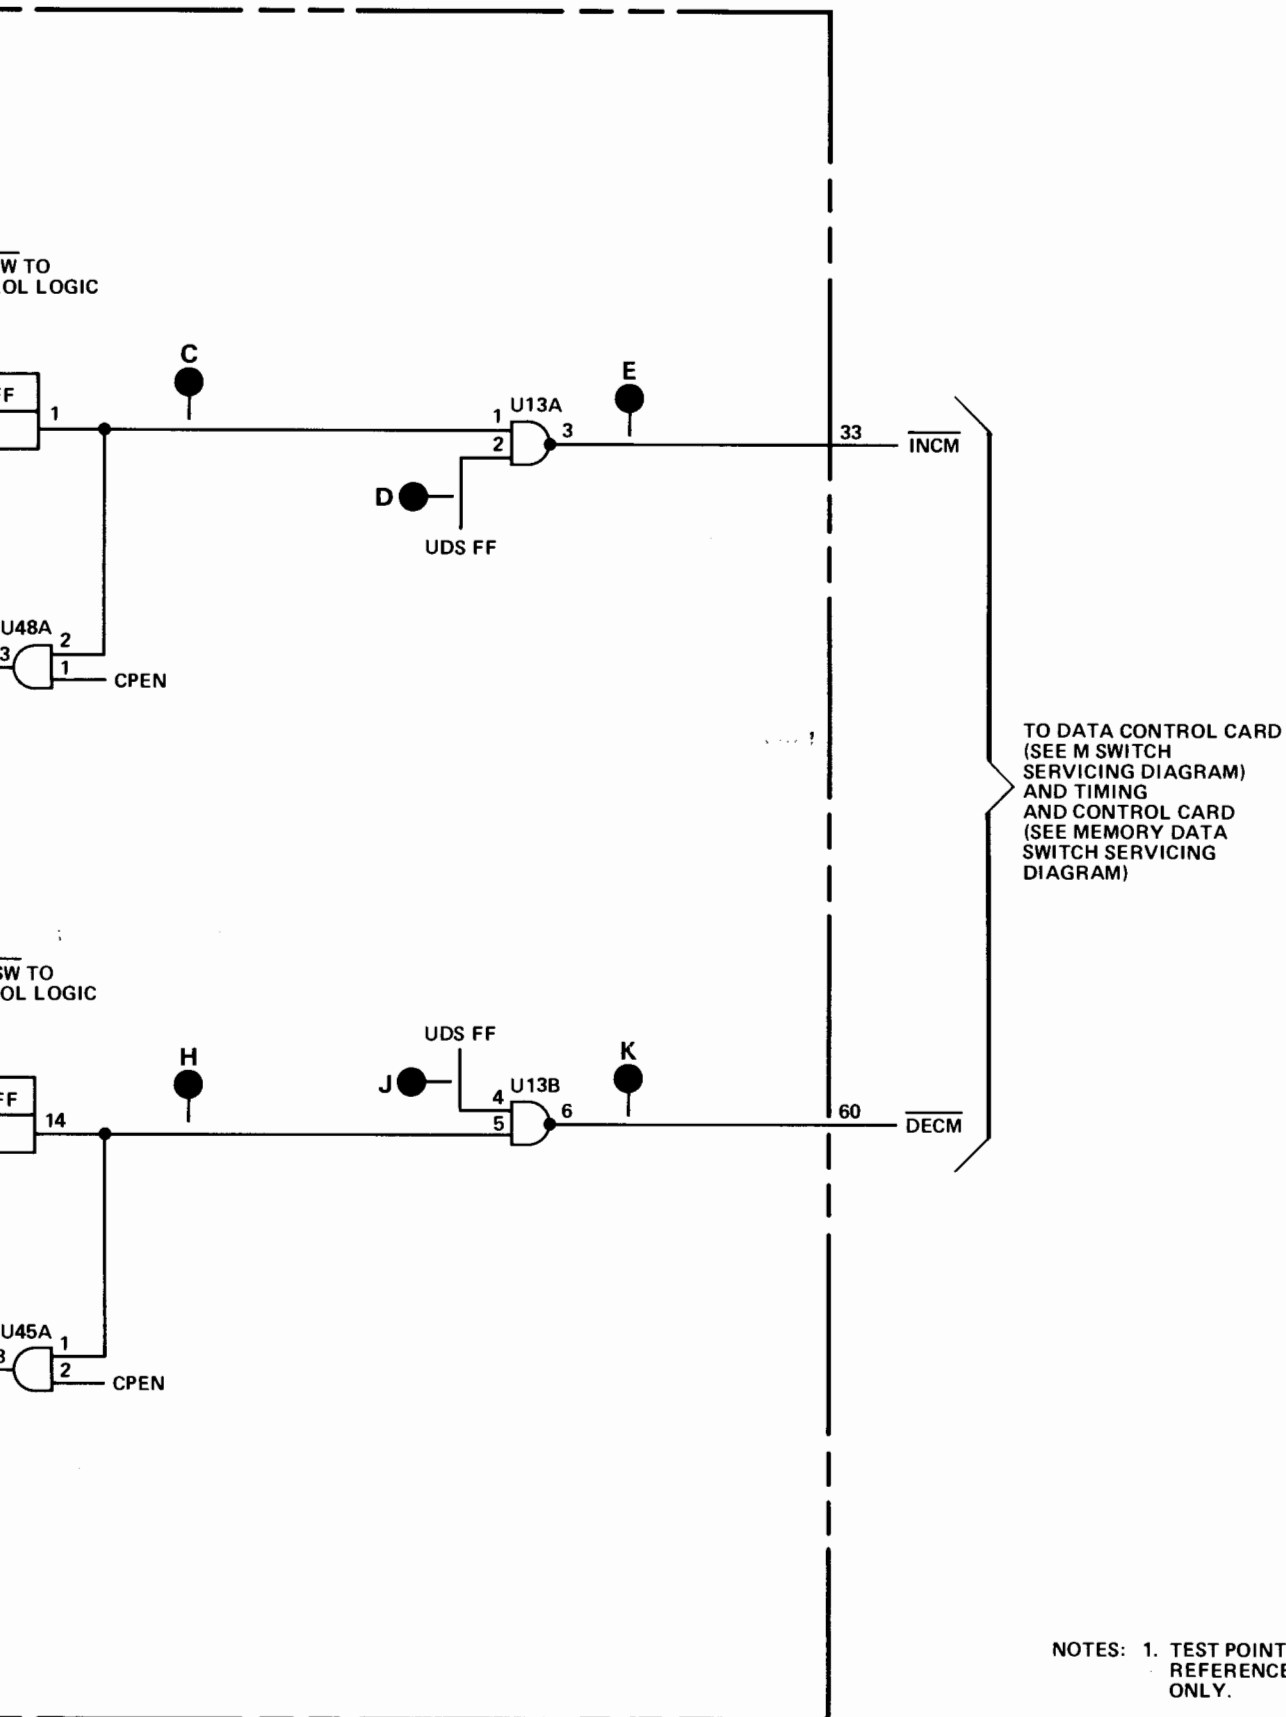 W TO
OL LOGIC
C
E
FF
1
1
U13A
3
2
33
INCM
D
UDS FF
U48A
2
3
1
CPEN
TO DATA CONTROL CARD
(SEE M SWITCH
SERVICING DIAGRAM)
AND TIMING
AND CONTROL CARD
(SEE MEMORY DATA
SWITCH SERVICING
DIAGRAM)
SW TO
OL LOGIC
UDS FF
H
K
J
U13B
FF
4
14
6
60
5
DECM
U45A
1
3
2
CPEN
NOTES: 1. TEST POINT
REFERENCE
ONLY.